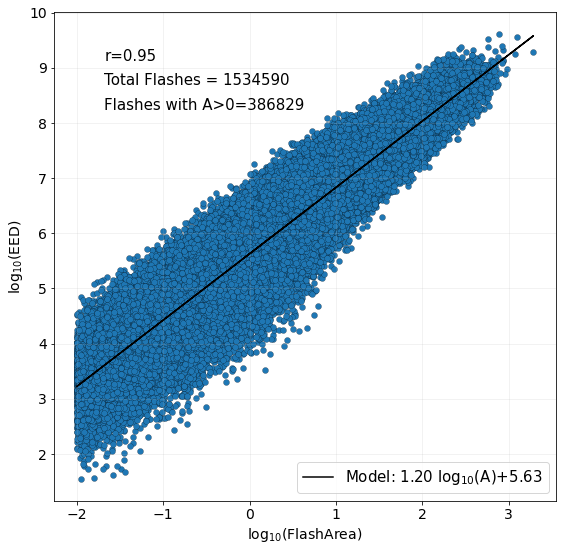 r=0.95
Total Flashes = 1534590
Flashes with A>0=386829
10
9
8
7
6
5
4
3
2
log₁₀(EED)
Model: 1.20 log₁₀(A)+5.63
−2 −1 0 1 2 3
log₁₀(FlashArea)